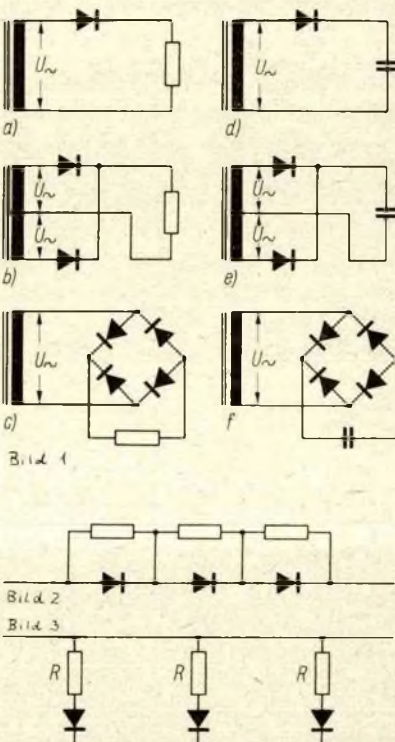 U~ U~
a) d)
U~ U~
U~ U~
b) e)
U~ U~
c) f
Bild 1
Bild 2
Bild 3
R R R